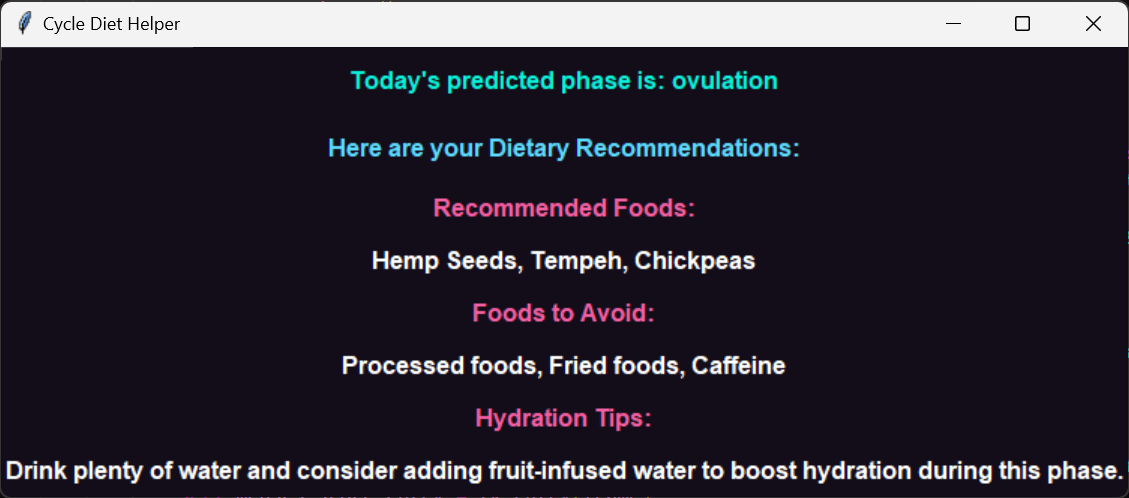 Cycle Diet Helper
Today's predicted phase is: ovulation
Here are your Dietary Recommendations:
Recommended Foods:
Hemp Seeds, Tempeh, Chickpeas
Foods to Avoid:
Processed foods, Fried foods, Caffeine
Hydration Tips:
Drink plenty of water and consider adding fruit-infused water to boost hydration during this phase.